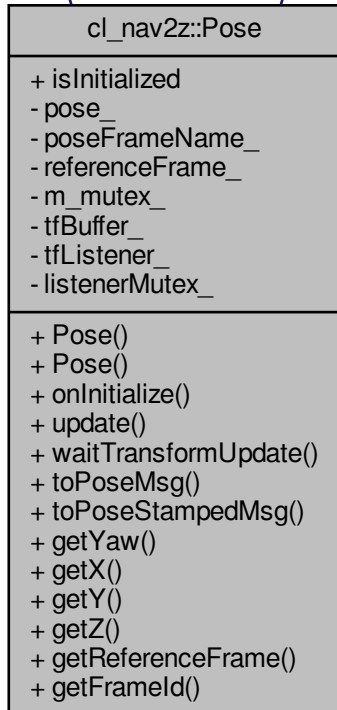 cl_nav2z::Pose
+ isInitialized
- pose_
- poseFrameName_
- referenceFrame_
- m_mutex_
- tfBuffer_
- tfListener_
- listenerMutex_
+ Pose()
+ Pose()
+ onInitialize()
+ update()
+ waitTransformUpdate()
+ toPoseMsg()
+ toPoseStampedMsg()
+ getYaw()
+ getX()
+ getY()
+ getZ()
+ getReferenceFrame()
+ getFrameId()